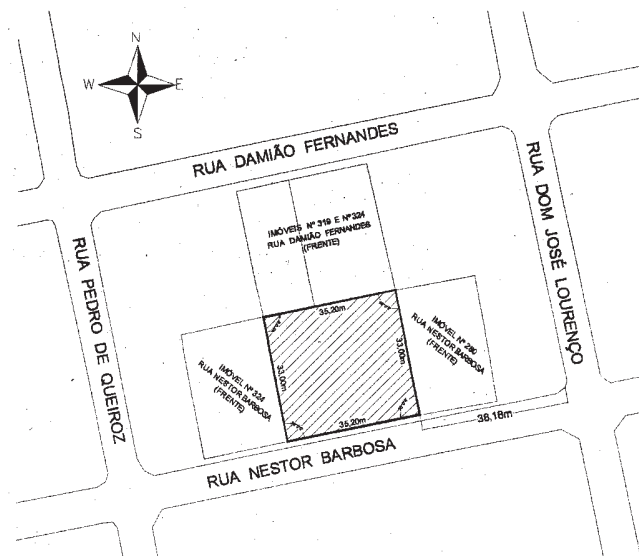 N
W E
S
RUA DAMIÃO FERNANDES
RUA DOM JOSÉ LOURENÇO
RUA PEDRO DE QUEIROZ
IMÓVEIS Nº 319 E Nº 324
RUA DAMIÃO FERNANDES
(FRENTE)
35,20m
IMÓVEL Nº 280
RUA NESTOR BARBOSA
(FRENTE)
33,00m
33,00m
IMÓVEL Nº 324
RUA NESTOR BARBOSA
(FRENTE)
35,20m
RUA NESTOR BARBOSA